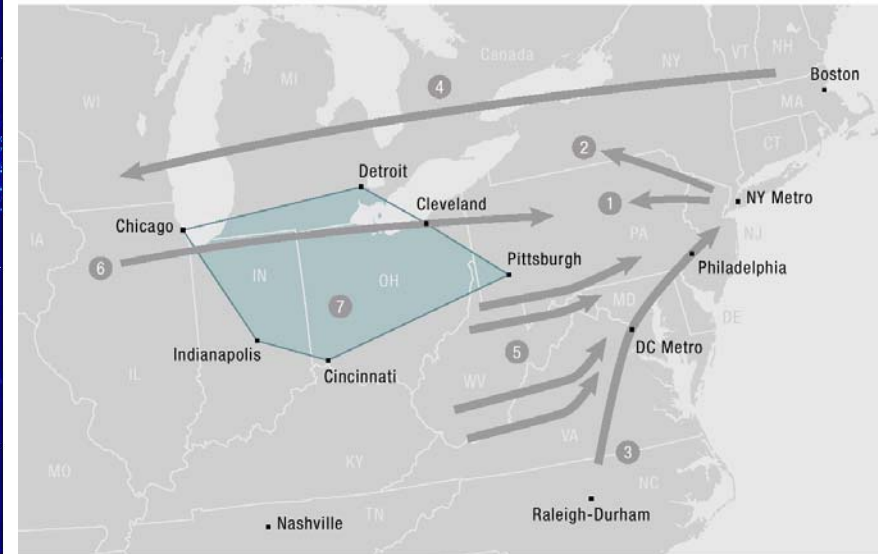 Canada
NY
VT
NH
Boston
WI
MI
4
MA
CT
2
Detroit
NY Metro
1
Cleveland
Chicago
PA
NJ
IA
6
Pittsburgh
Philadelphia
IN
OH
MD
7
DE
Indianapolis
5
DC Metro
Cincinnati
IL
WV
VA
3
KY
MO
NC
Nashville
TN
Raleigh-Durham